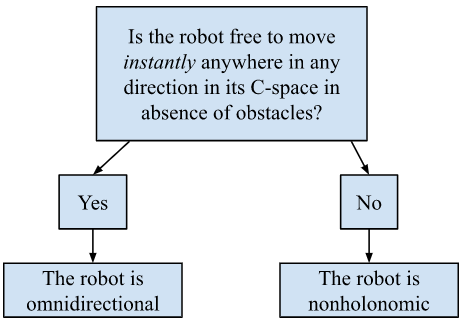 Is the robot free to move
instantly anywhere in any
direction in its C-space in
absence of obstacles?
Yes
No
The robot is
omnidirectional
The robot is
nonholonomic